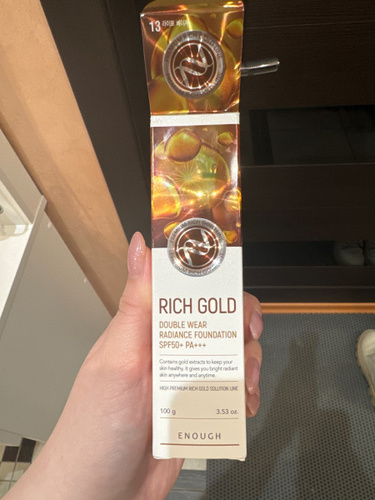 13
RICH GOLD
DOUBLE WEAR
RADIANCE FOUNDATION
SPF50+ PA+++
Contains gold extracts to keep your
skin healthy. It gives you bright radiant
skin anywhere and anytime.
HIGH PREMIUM RICH GOLD SOLUTION LINE
100 g 3.53 oz.
ENOUGH